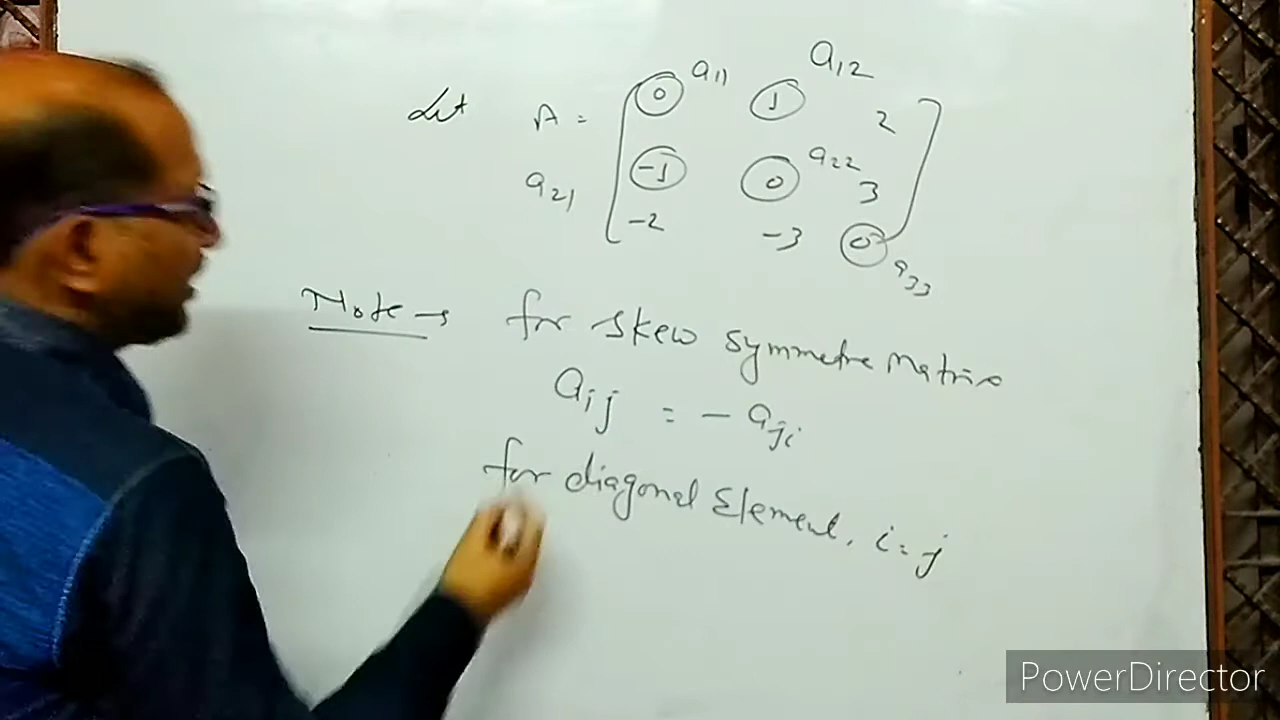 a11 a12
Let A = [ 0 1 2
a21 -1 0 a22 3
-2 -3 0 ] a33
Note→ for skew symmetric Matrix
aij = - aji
for diagonal Element, i=j
PowerDirector